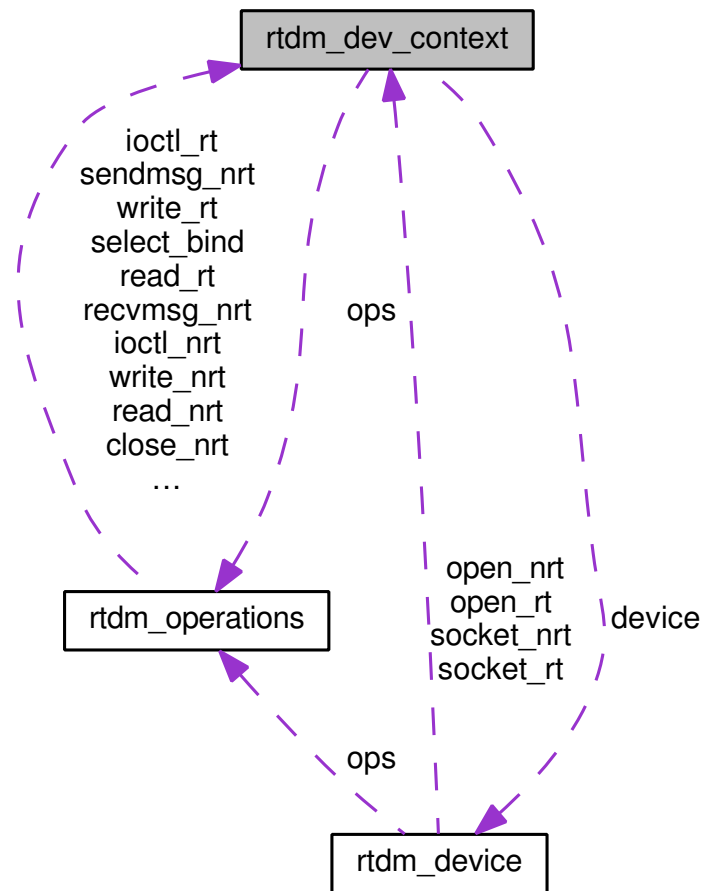 rtdm_dev_context
ioctl_rt
sendmsg_nrt
write_rt
select_bind
read_rt
recvmsg_nrt
ioctl_nrt
write_nrt
read_nrt
close_nrt
...
ops
open_nrt
open_rt
socket_nrt
socket_rt
device
rtdm_operations
ops
rtdm_device